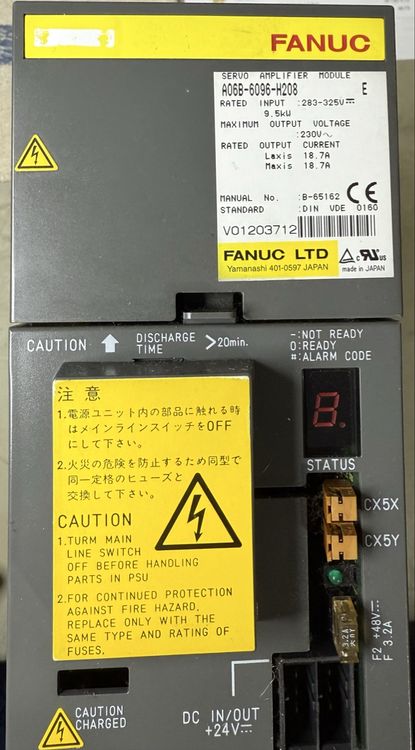 FANUC
SERVO AMPLIFIER MODULE
A06B-6096-H208 E
RATED INPUT :283-325V⎓
9.5kW
MAXIMUM OUTPUT VOLTAGE
:230V～
RATED OUTPUT CURRENT
Laxis 18.7A
Maxis 18.7A
MANUAL No. :B-65162
STANDARD :DIN VDE 0160
CE
V01203712
FANUC LTD
Yamanashi 401-0597 JAPAN
c RU us
made in JAPAN
CAUTION ↑ DISCHARGE TIME >20min.
-:NOT READY
0:READY
#:ALARM CODE
8.
STATUS
注 意
1.電源ユニット内の部品に触れる時
はメインラインスイッチをOFF
にして下さい。
2.火災の危険を防止するため同型で
同一定格のヒューズと
交換して下さい。
CAUTION
1.TURM MAIN
LINE SWITCH
OFF BEFORE HANDLING
PARTS IN PSU
2.FOR CONTINUED PROTECTION
AGAINST FIRE HAZARD.
REPLACE ONLY WITH THE
SAME TYPE AND RATING OF
FUSES.
CX5X
CX5Y
F2 +48V⎓
F 3.2A
3.2A
CAUTION
CHARGED
DC IN/OUT
+24V⎓